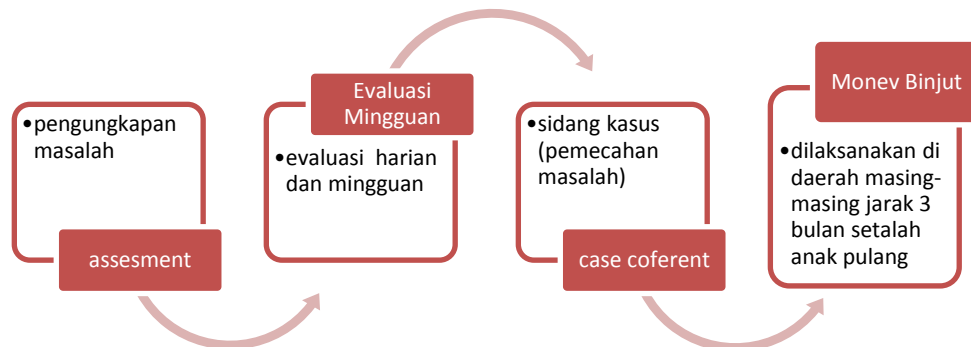 •pengungkapan
masalah
assesment
Evaluasi
Mingguan
•evaluasi harian
dan mingguan
•sidang kasus
(pemecahan
masalah)
case coferent
Monev Binjut
•dilaksanakan di
daerah masing-
masing jarak 3
bulan setalah
anak pulang